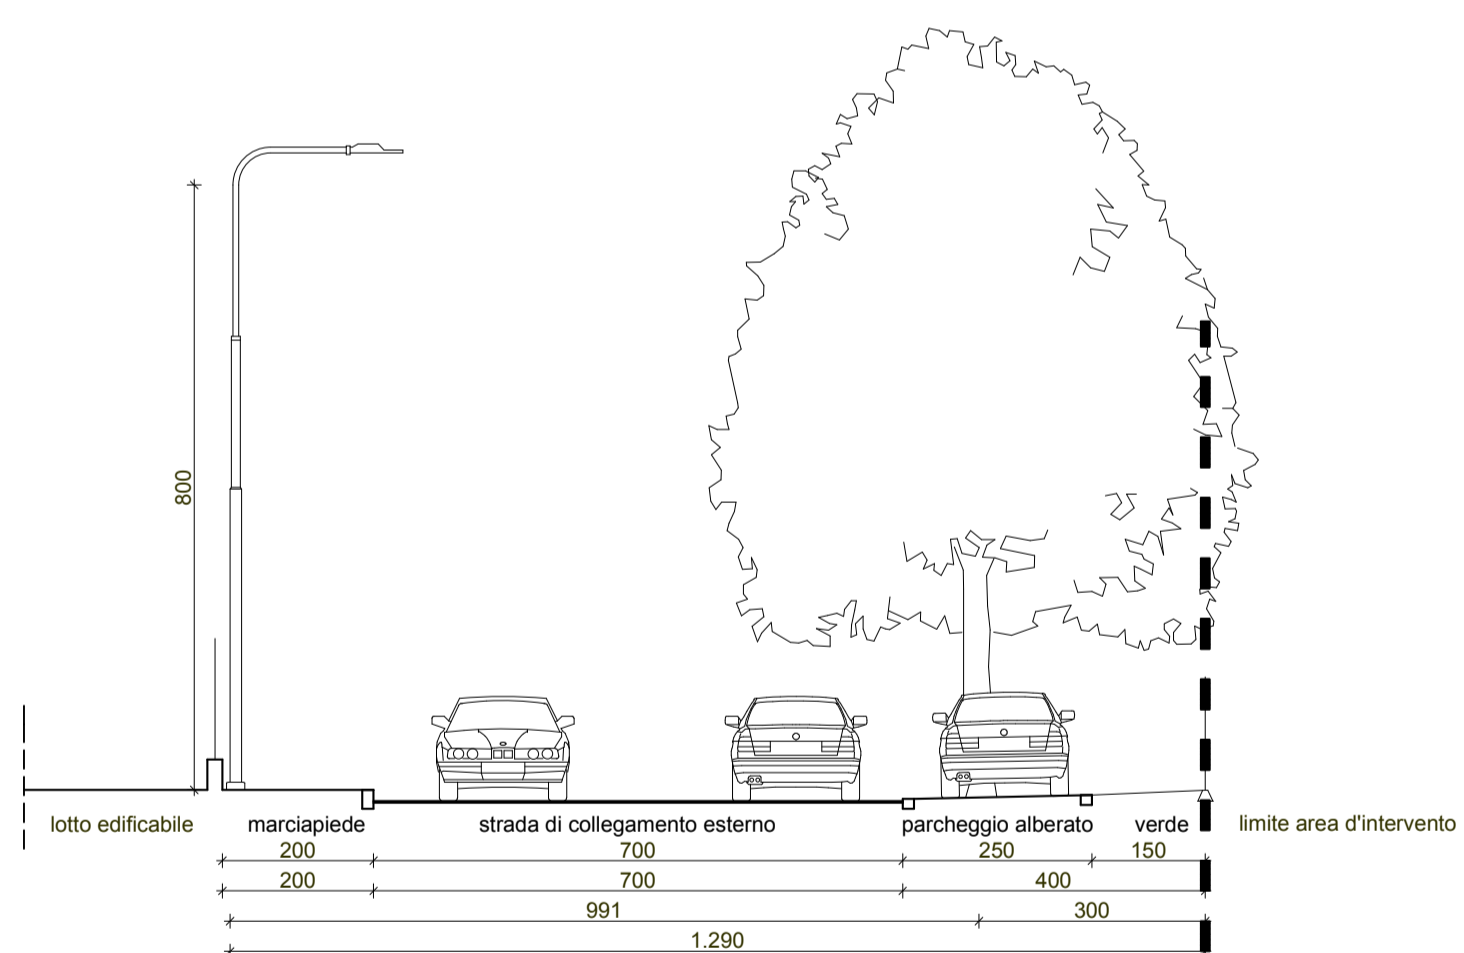 800
lotto edificabile marciapiede strada di collegamento esterno parcheggio alberato verde limite area d'intervento
200 700 250 150
200 700 400
991 300
1.290